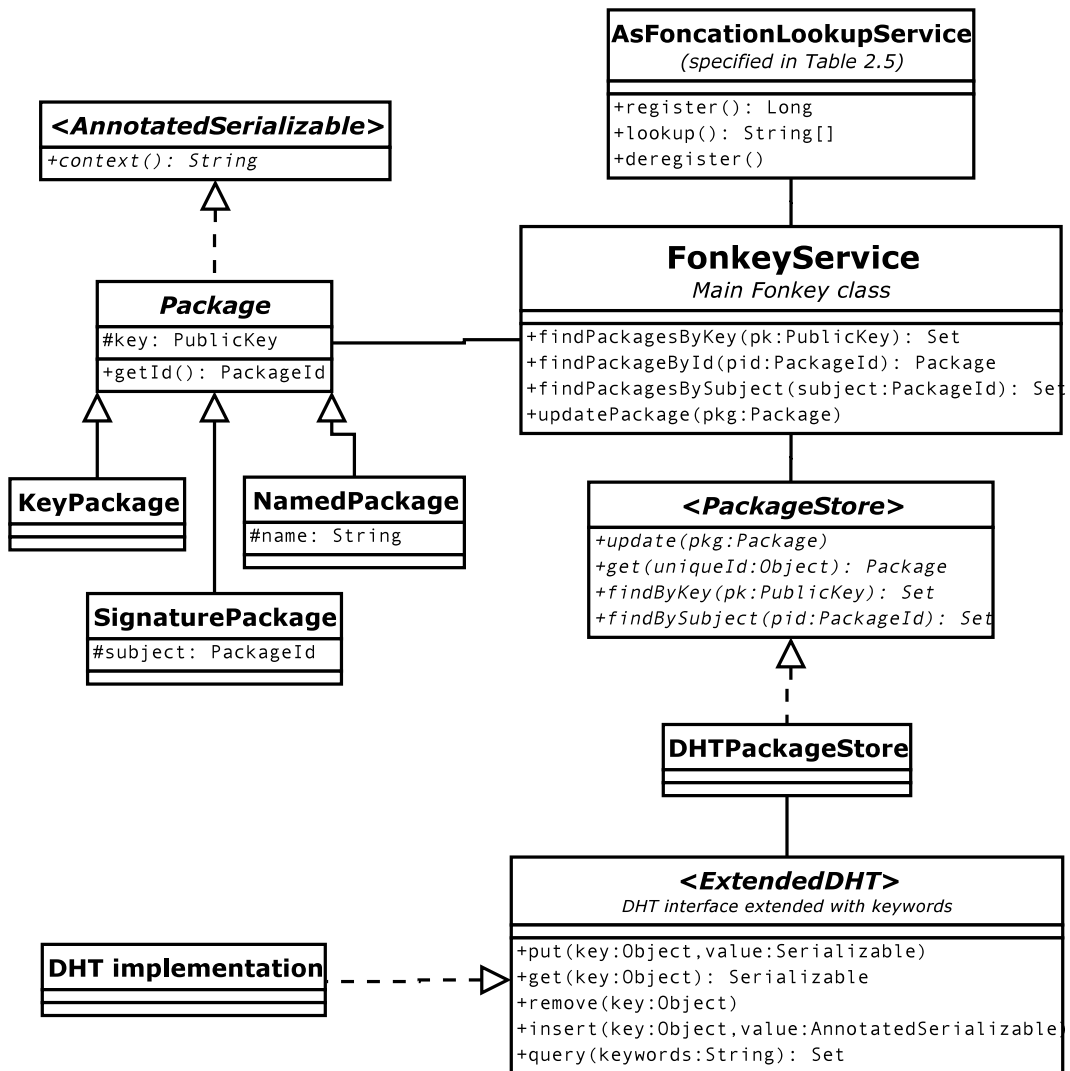 AsFoncationLookupService
(specified in Table 2.5)
+register(): Long
+lookup(): String[]
+deregister()
<AnnotatedSerializable>
+context(): String
FonkeyService
Main Fonkey class
+findPackagesByKey(pk:PublicKey): Set
+findPackageById(pid:PackageId): Package
+findPackagesBySubject(subject:PackageId): Set
+updatePackage(pkg:Package)
Package
#key: PublicKey
+getId(): PackageId
KeyPackage
NamedPackage
#name: String
SignaturePackage
#subject: PackageId
<PackageStore>
+update(pkg:Package)
+get(uniqueId:Object): Package
+findByKey(pk:PublicKey): Set
+findBySubject(pid:PackageId): Set
DHTPackageStore
<ExtendedDHT>
DHT interface extended with keywords
+put(key:Object,value:Serializable)
+get(key:Object): Serializable
+remove(key:Object)
+insert(key:Object,value:AnnotatedSerializable)
+query(keywords:String): Set
DHT implementation